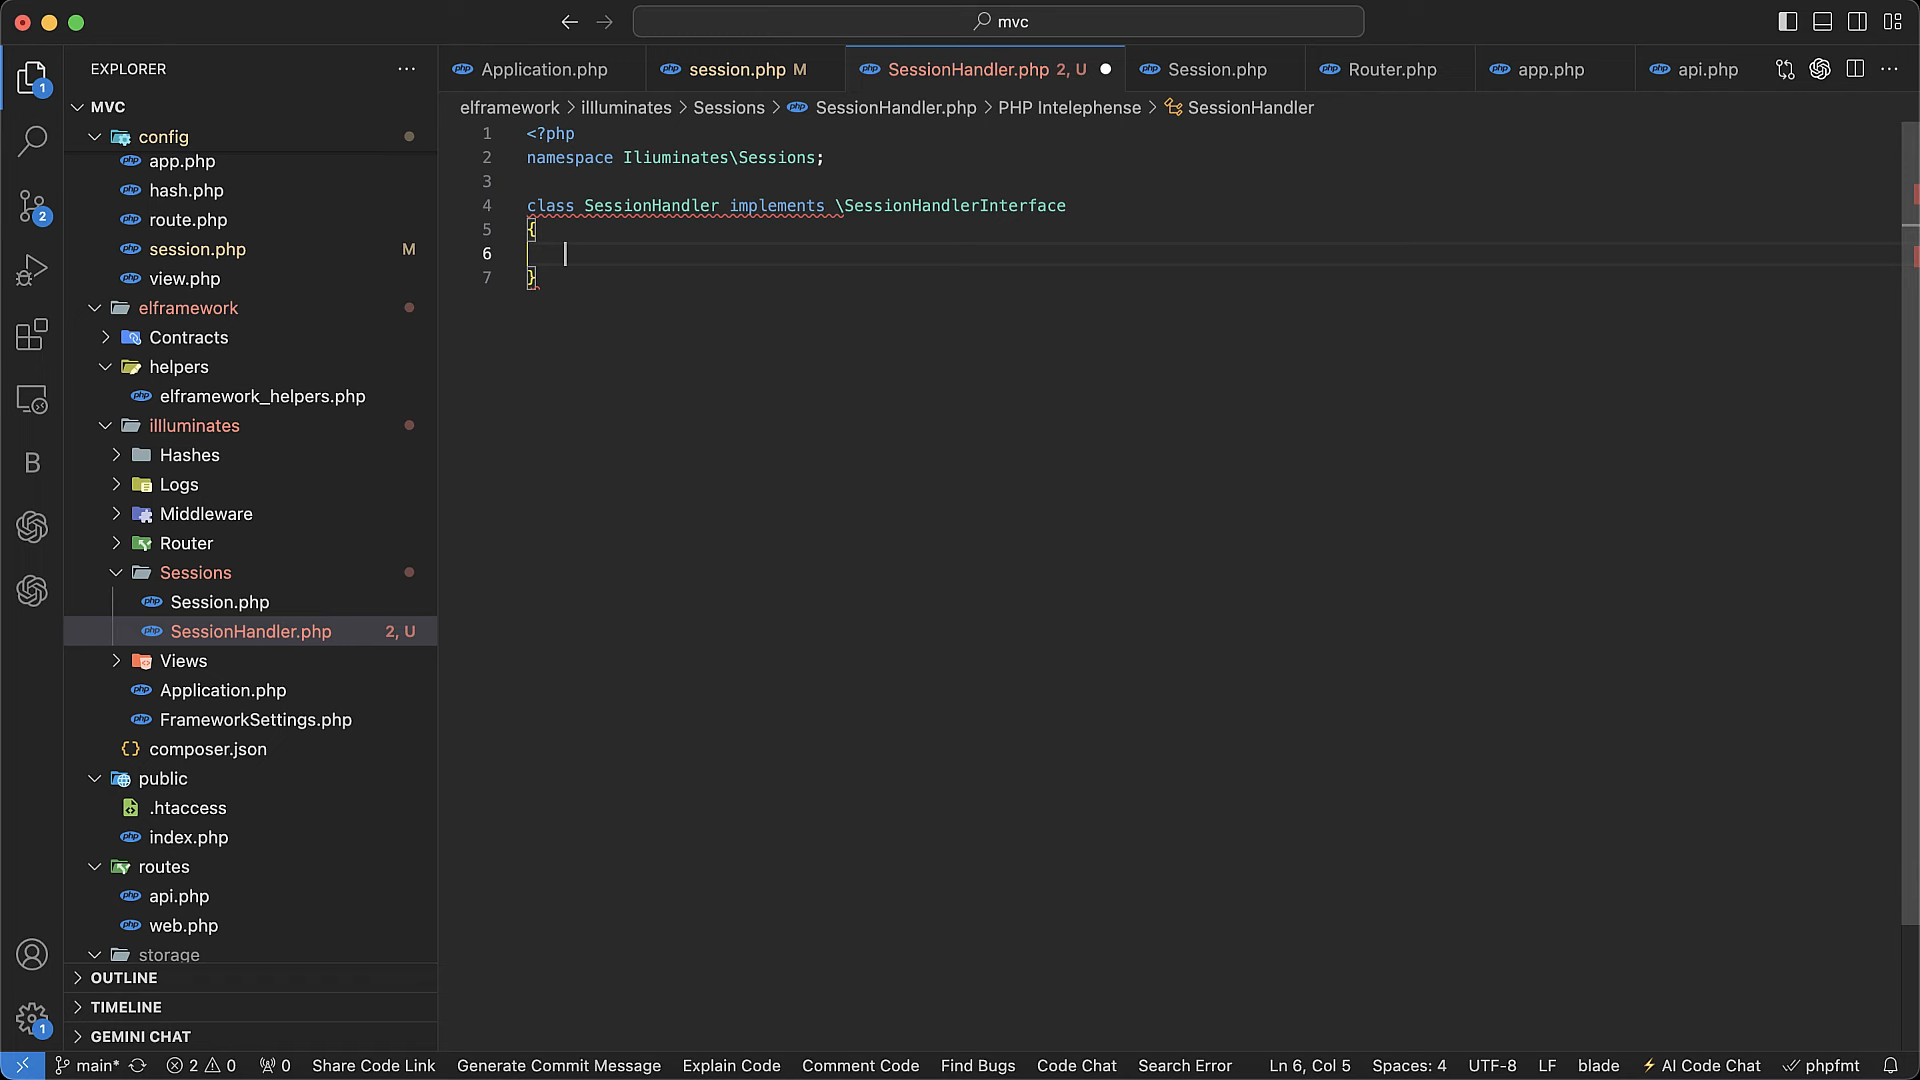 mvc
EXPLORER
MVC
config
app.php
hash.php
route.php
session.php M
view.php
elframework
Contracts
helpers
elframework_helpers.php
illluminates
Hashes
Logs
Middleware
Router
Sessions
Session.php
SessionHandler.php 2, U
Views
Application.php
FrameworkSettings.php
composer.json
public
.htaccess
index.php
routes
api.php
web.php
storage
OUTLINE
TIMELINE
GEMINI CHAT
Application.php session.php M SessionHandler.php 2, U Session.php Router.php app.php api.php
elframework > illluminates > Sessions > SessionHandler.php > PHP Intelephense > SessionHandler
1 <?php
2 namespace Iliuminates\Sessions;
3
4 class SessionHandler implements \SessionHandlerInterface
5 {
6
7 }
main* 2 0 0 Share Code Link Generate Commit Message Explain Code Comment Code Find Bugs Code Chat Search Error Ln 6, Col 5 Spaces: 4 UTF-8 LF blade AI Code Chat phpfmt